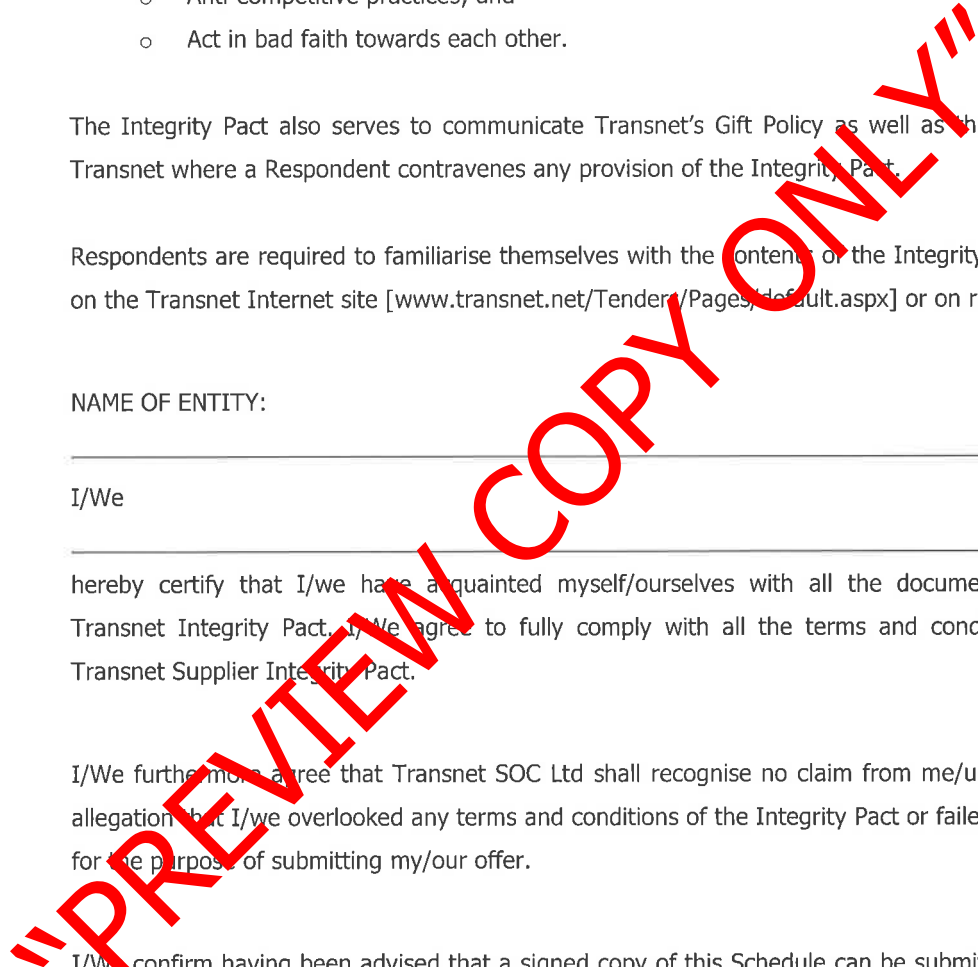 o Anti-competitive practices; and
o Act in bad faith towards each other.
The Integrity Pact also serves to communicate Transnet's Gift Policy as well as th
Transnet where a Respondent contravenes any provision of the Integrity Pact.
Respondents are required to familiarise themselves with the contents of the Integrity
on the Transnet Internet site [www.transnet.net/Tenders/Pages/default.aspx] or on r
NAME OF ENTITY:
I/We
hereby certify that I/we have acquainted myself/ourselves with all the docume
Transnet Integrity Pact. I/We agree to fully comply with all the terms and cond
Transnet Supplier Integrity Pact.
I/We furthermore agree that Transnet SOC Ltd shall recognise no claim from me/u
allegation that I/we overlooked any terms and conditions of the Integrity Pact or faile
for the purpose of submitting my/our offer.
I/We confirm having been advised that a signed copy of this Schedule can be submi
"PREVIEW COPY ONLY"